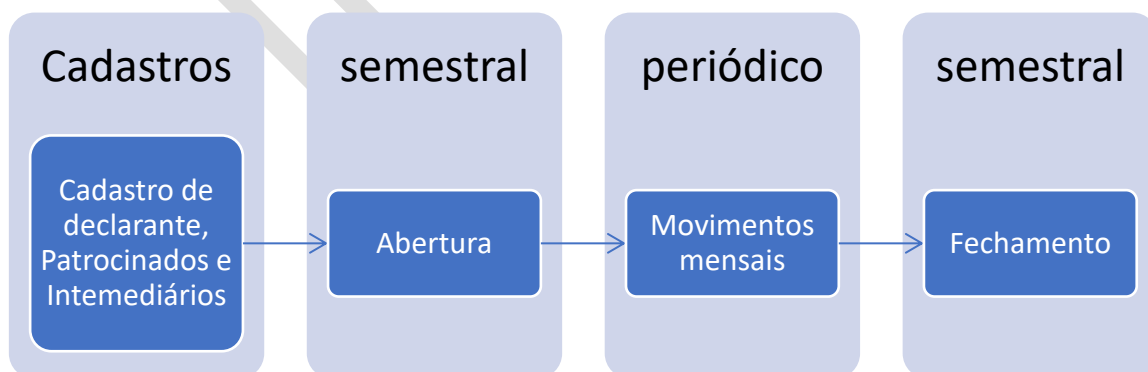 Cadastros
Cadastro de
declarante,
Patrocinados e
Intemediários
semestral
Abertura
periódico
Movimentos
mensais
semestral
Fechamento